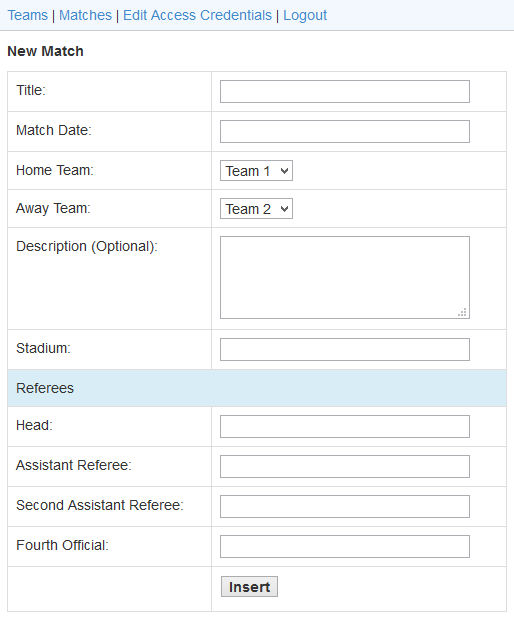 Teams | Matches | Edit Access Credentials | Logout
New Match
Title:
Match Date:
Home Team: Team 1
Away Team: Team 2
Description (Optional):
Stadium:
Referees
Head:
Assistant Referee:
Second Assistant Referee:
Fourth Official:
Insert